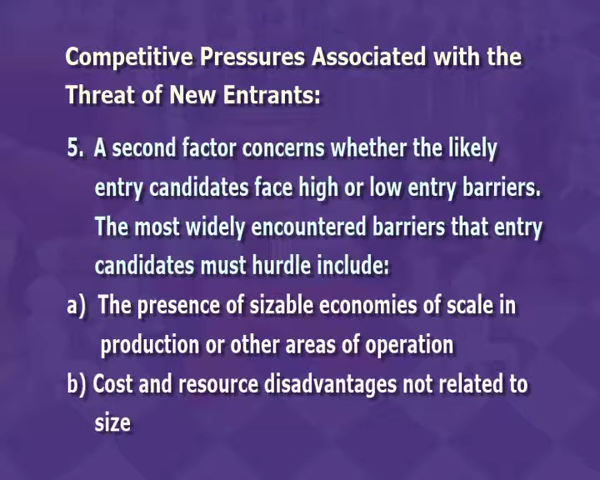 Competitive Pressures Associated with the
Threat of New Entrants:
5. A second factor concerns whether the likely
entry candidates face high or low entry barriers.
The most widely encountered barriers that entry
candidates must hurdle include:
a) The presence of sizable economies of scale in
production or other areas of operation
b) Cost and resource disadvantages not related to
size